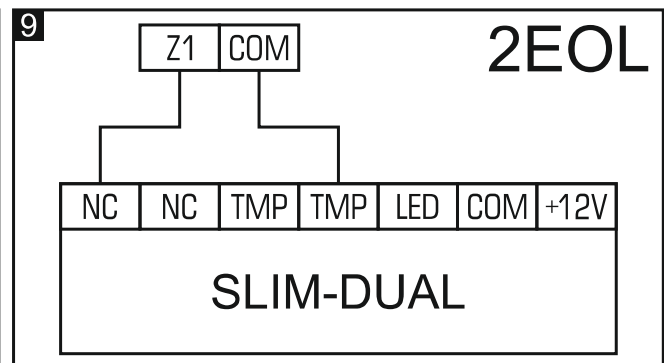 9
2EOL
Z1 COM
NC NC TMP TMP LED COM +12V
SLIM-DUAL